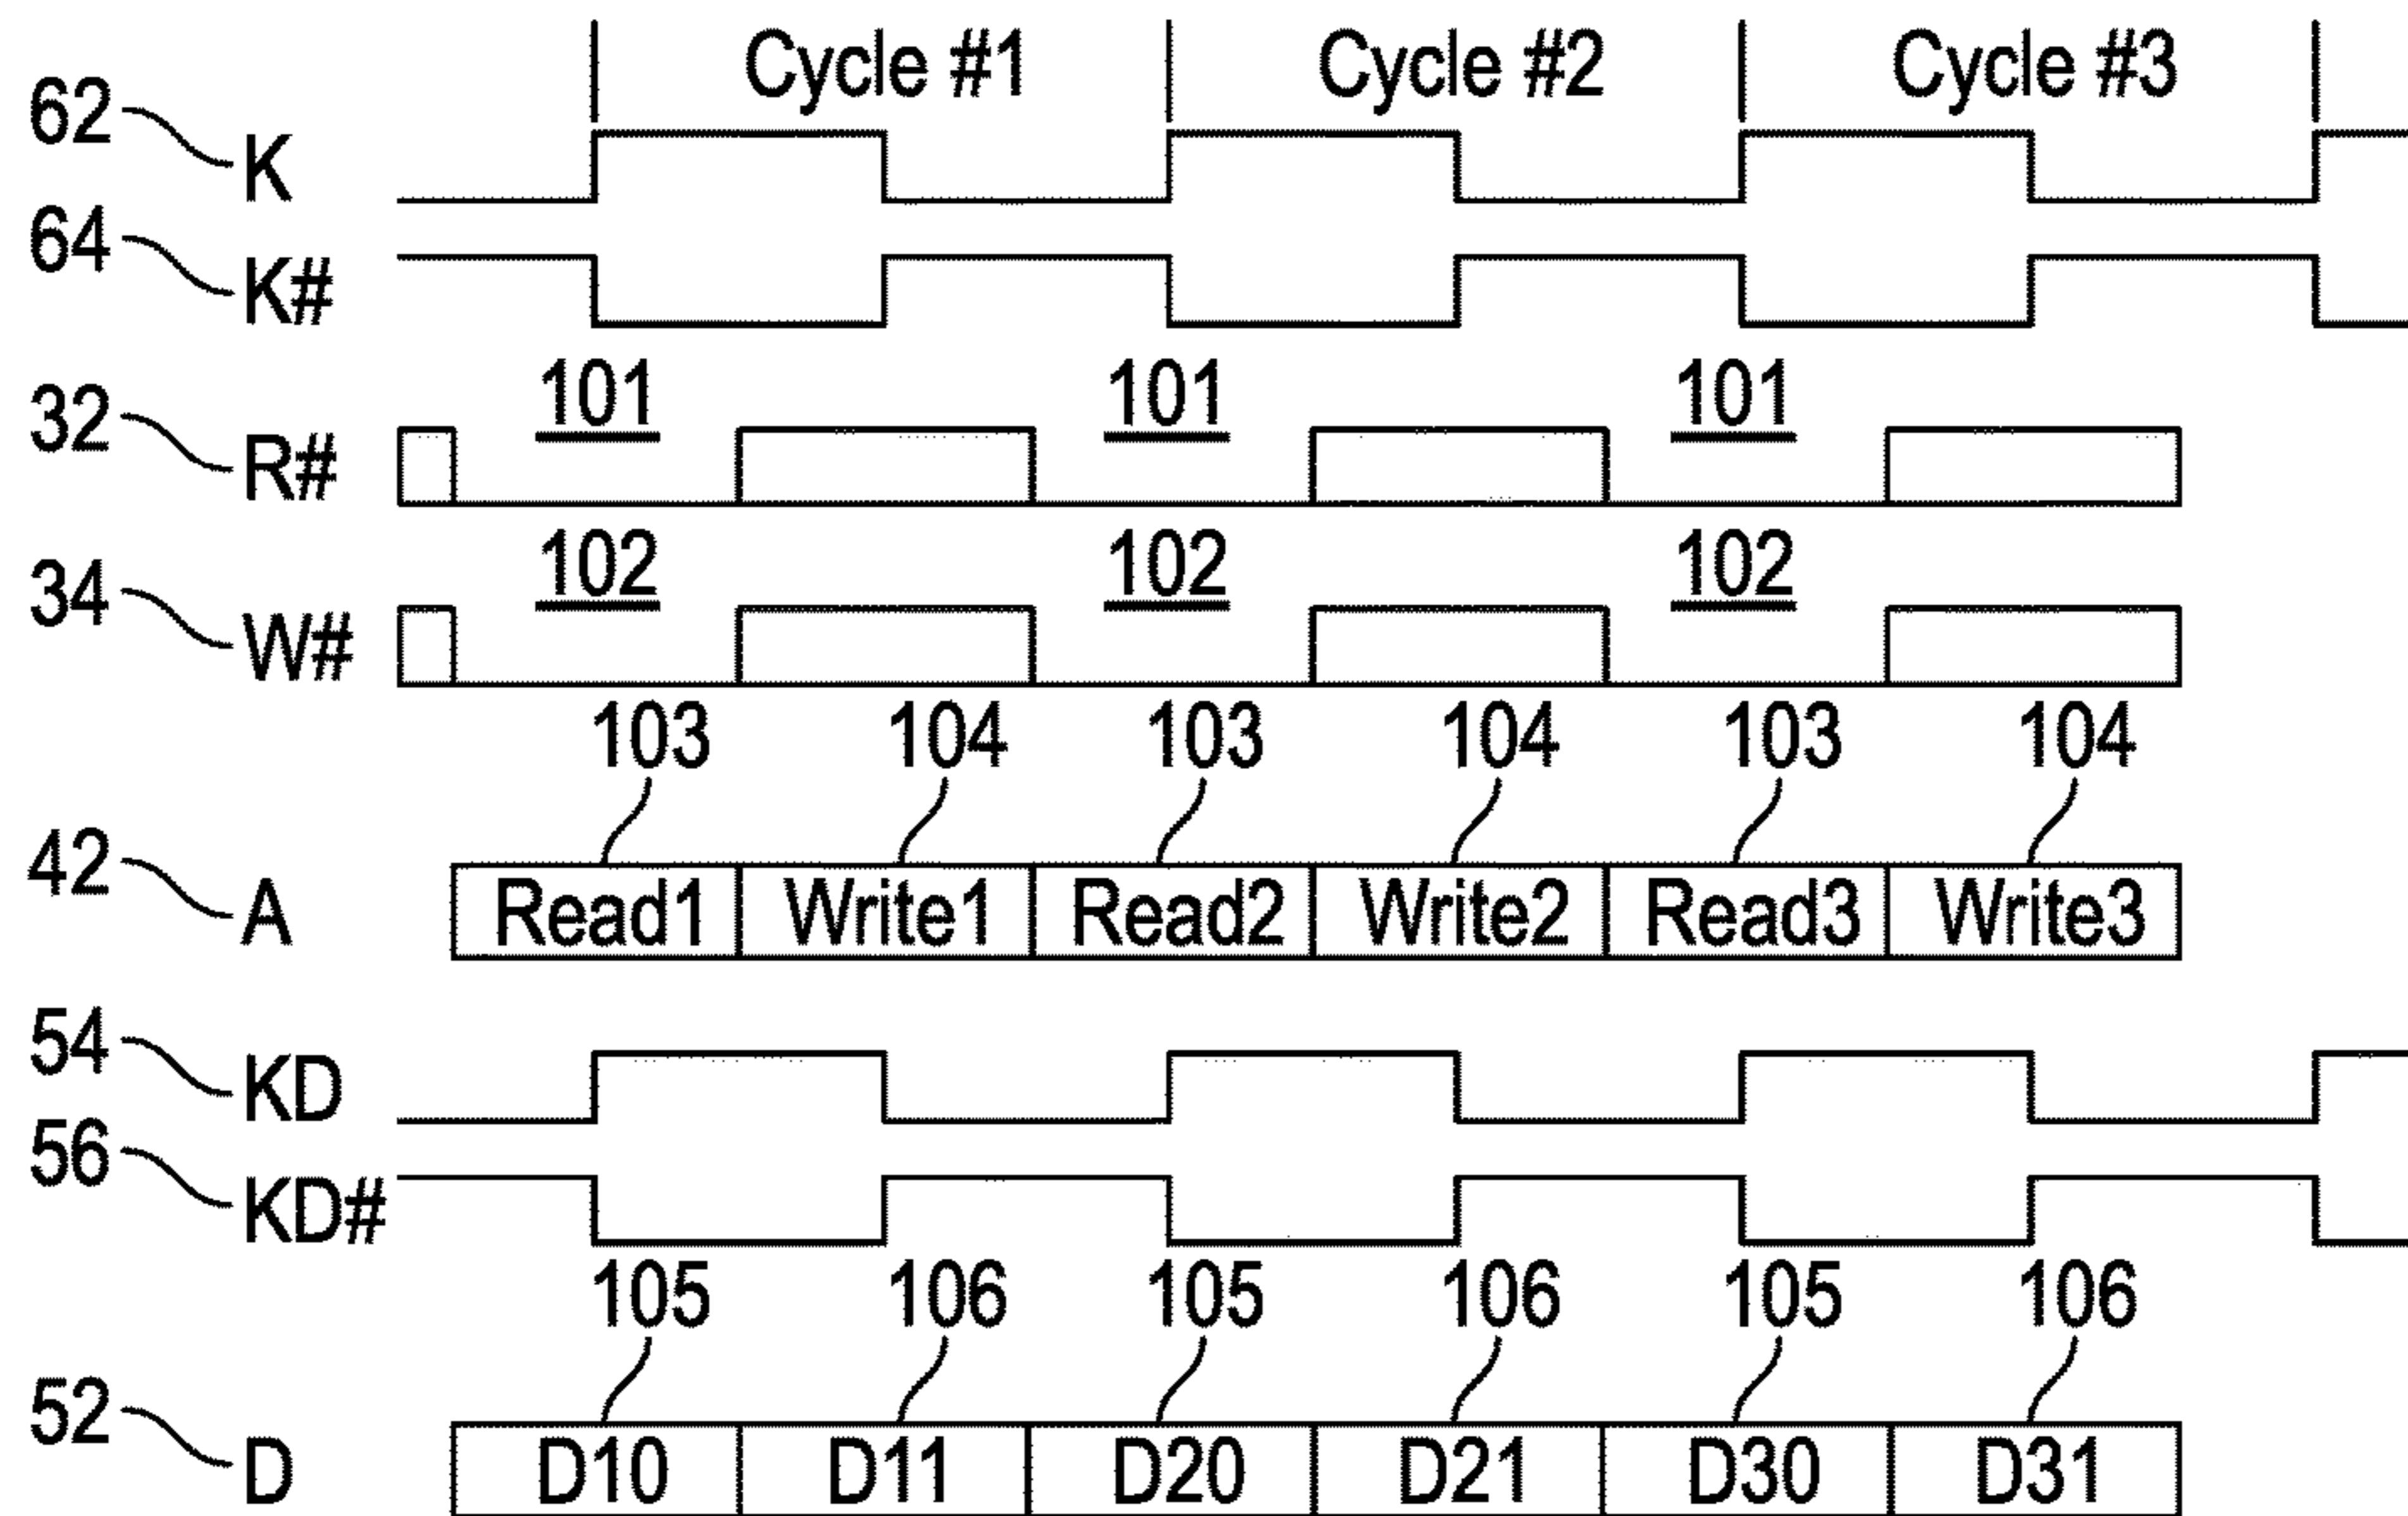 Cycle #1 Cycle #2 Cycle #3
62 K
64 K#
101 101 101
32 R#
102 102 102
34 W#
103 104 103 104 103 104
42 A Read1 Write1 Read2 Write2 Read3 Write3
54 KD
56 KD#
105 106 105 106 105 106
52 D D10 D11 D20 D21 D30 D31